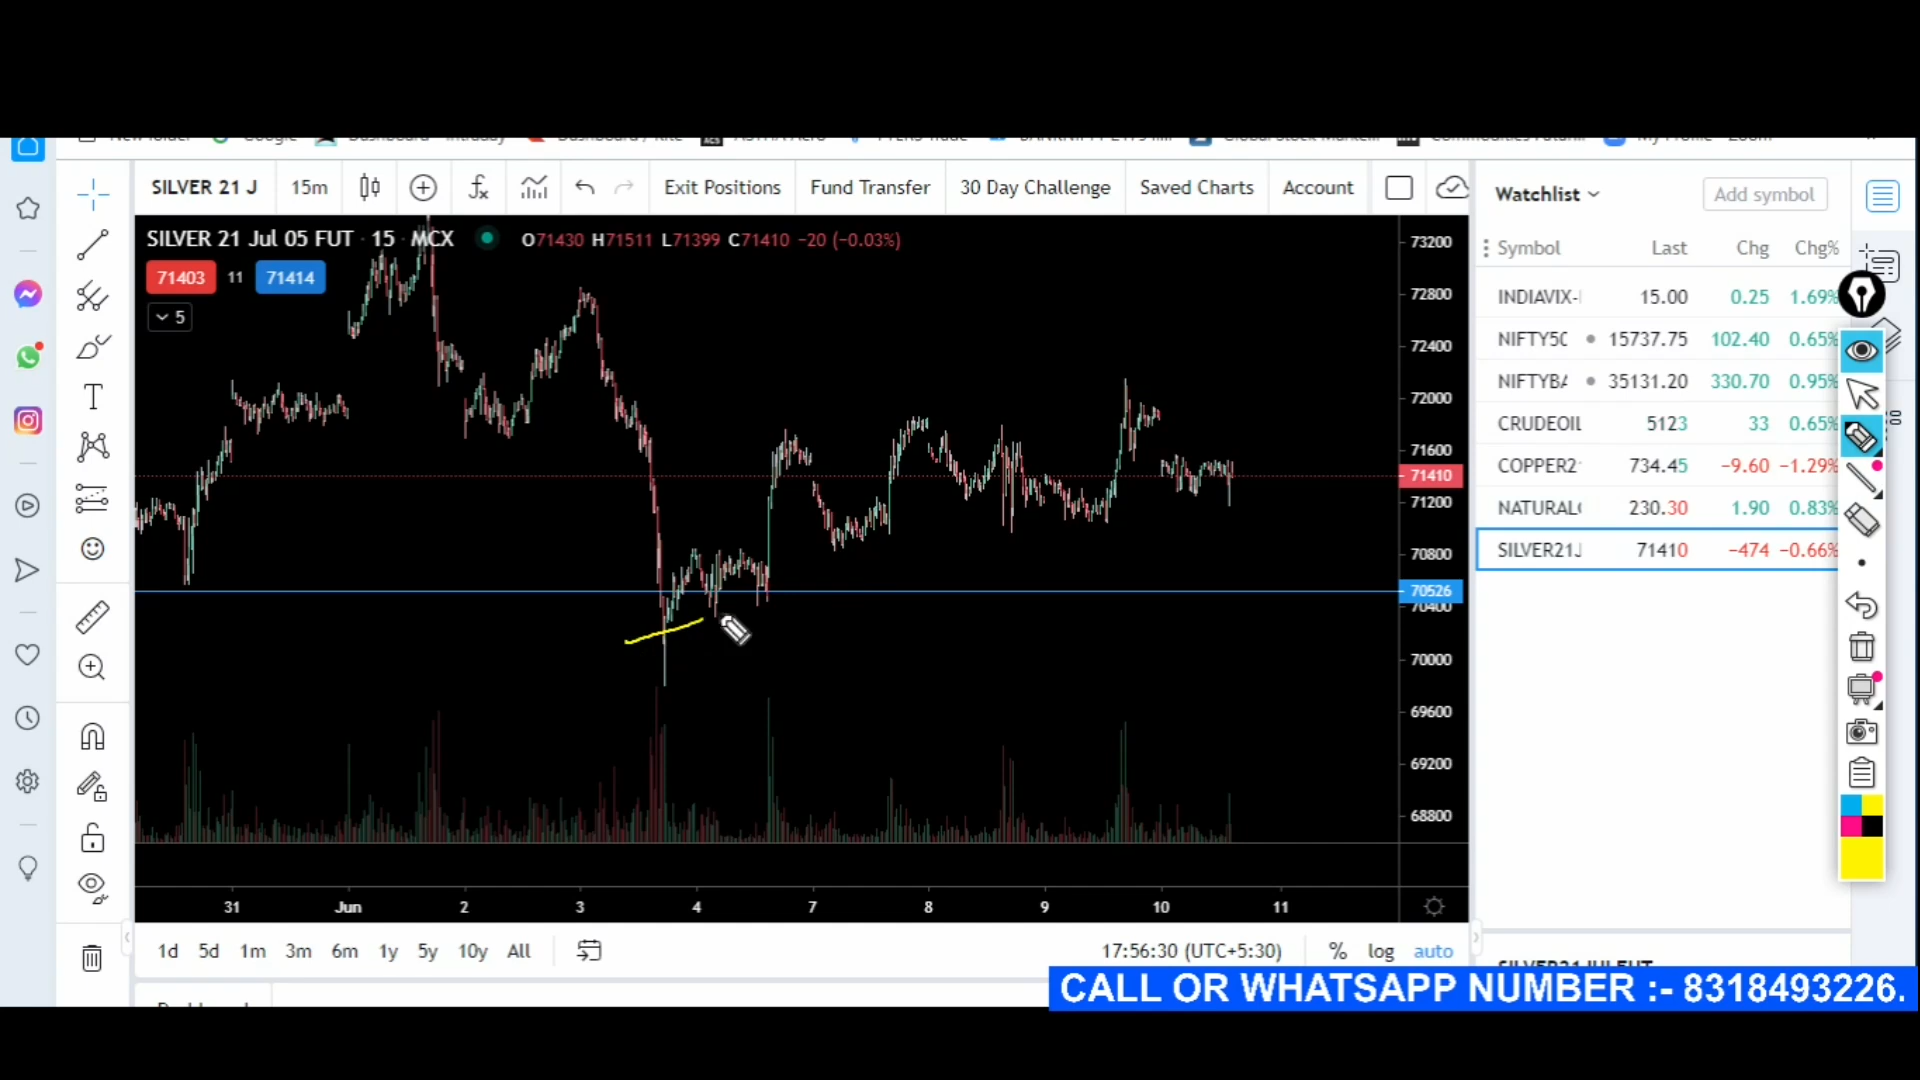 SILVER 21 J 15m Exit Positions Fund Transfer 30 Day Challenge Saved Charts Account
SILVER 21 Jul 05 FUT · 15 · MCX O71430 H71511 L71399 C71410 −20 (−0.03%)
71403 11 71414
5
73200
72800
72400
72000
71600
71410
71200
70800
70526
70400
70000
69600
69200
68800
31 Jun 2 3 4 7 8 9 10 11
1d 5d 1m 3m 6m 1y 5y 10y All 17:56:30 (UTC+5:30) % log auto
Watchlist Add symbol
Symbol Last Chg Chg%
INDIAVIX- 15.00 0.25 1.69%
NIFTY50 15737.75 102.40 0.65%
NIFTYBA 35131.20 330.70 0.95%
CRUDEOIL 5123 33 0.65%
COPPER2 734.45 −9.60 −1.29%
NATURALG 230.30 1.90 0.83%
SILVER21J 71410 −474 −0.66%
CALL OR WHATSAPP NUMBER :- 8318493226.